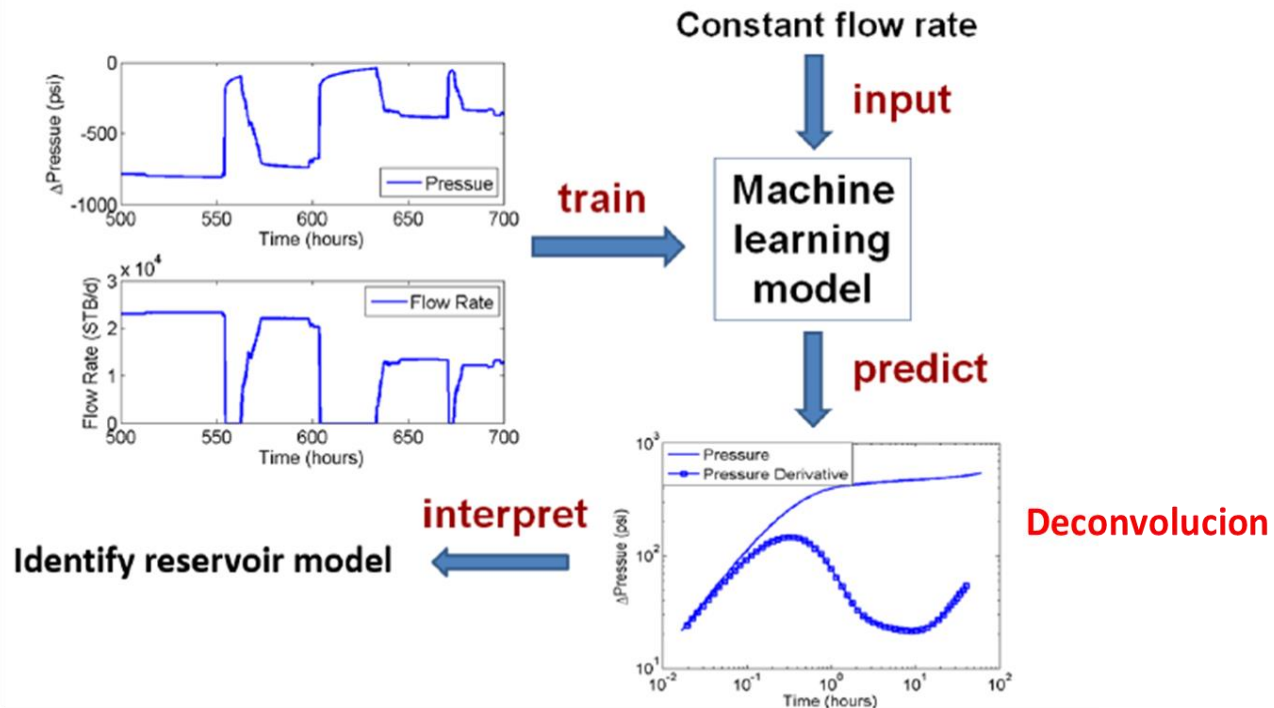 Constant flow rate
input
Machine
learning
model
train
predict
interpret
Identify reservoir model
Deconvolucion
0
-500
-1000
ΔPressue (psi)
Pressue
500 550 600 650 700
Time (hours)
3 x 10^4
2
1
0
Flow Rate (STB/d)
Flow Rate
500 550 600 650 700
Time (hours)
10^3
10^2
10^1
ΔPressue (psi)
Pressure
Pressure Derivative
10^-2 10^-1 10^0 10^1 10^2
Time (hours)